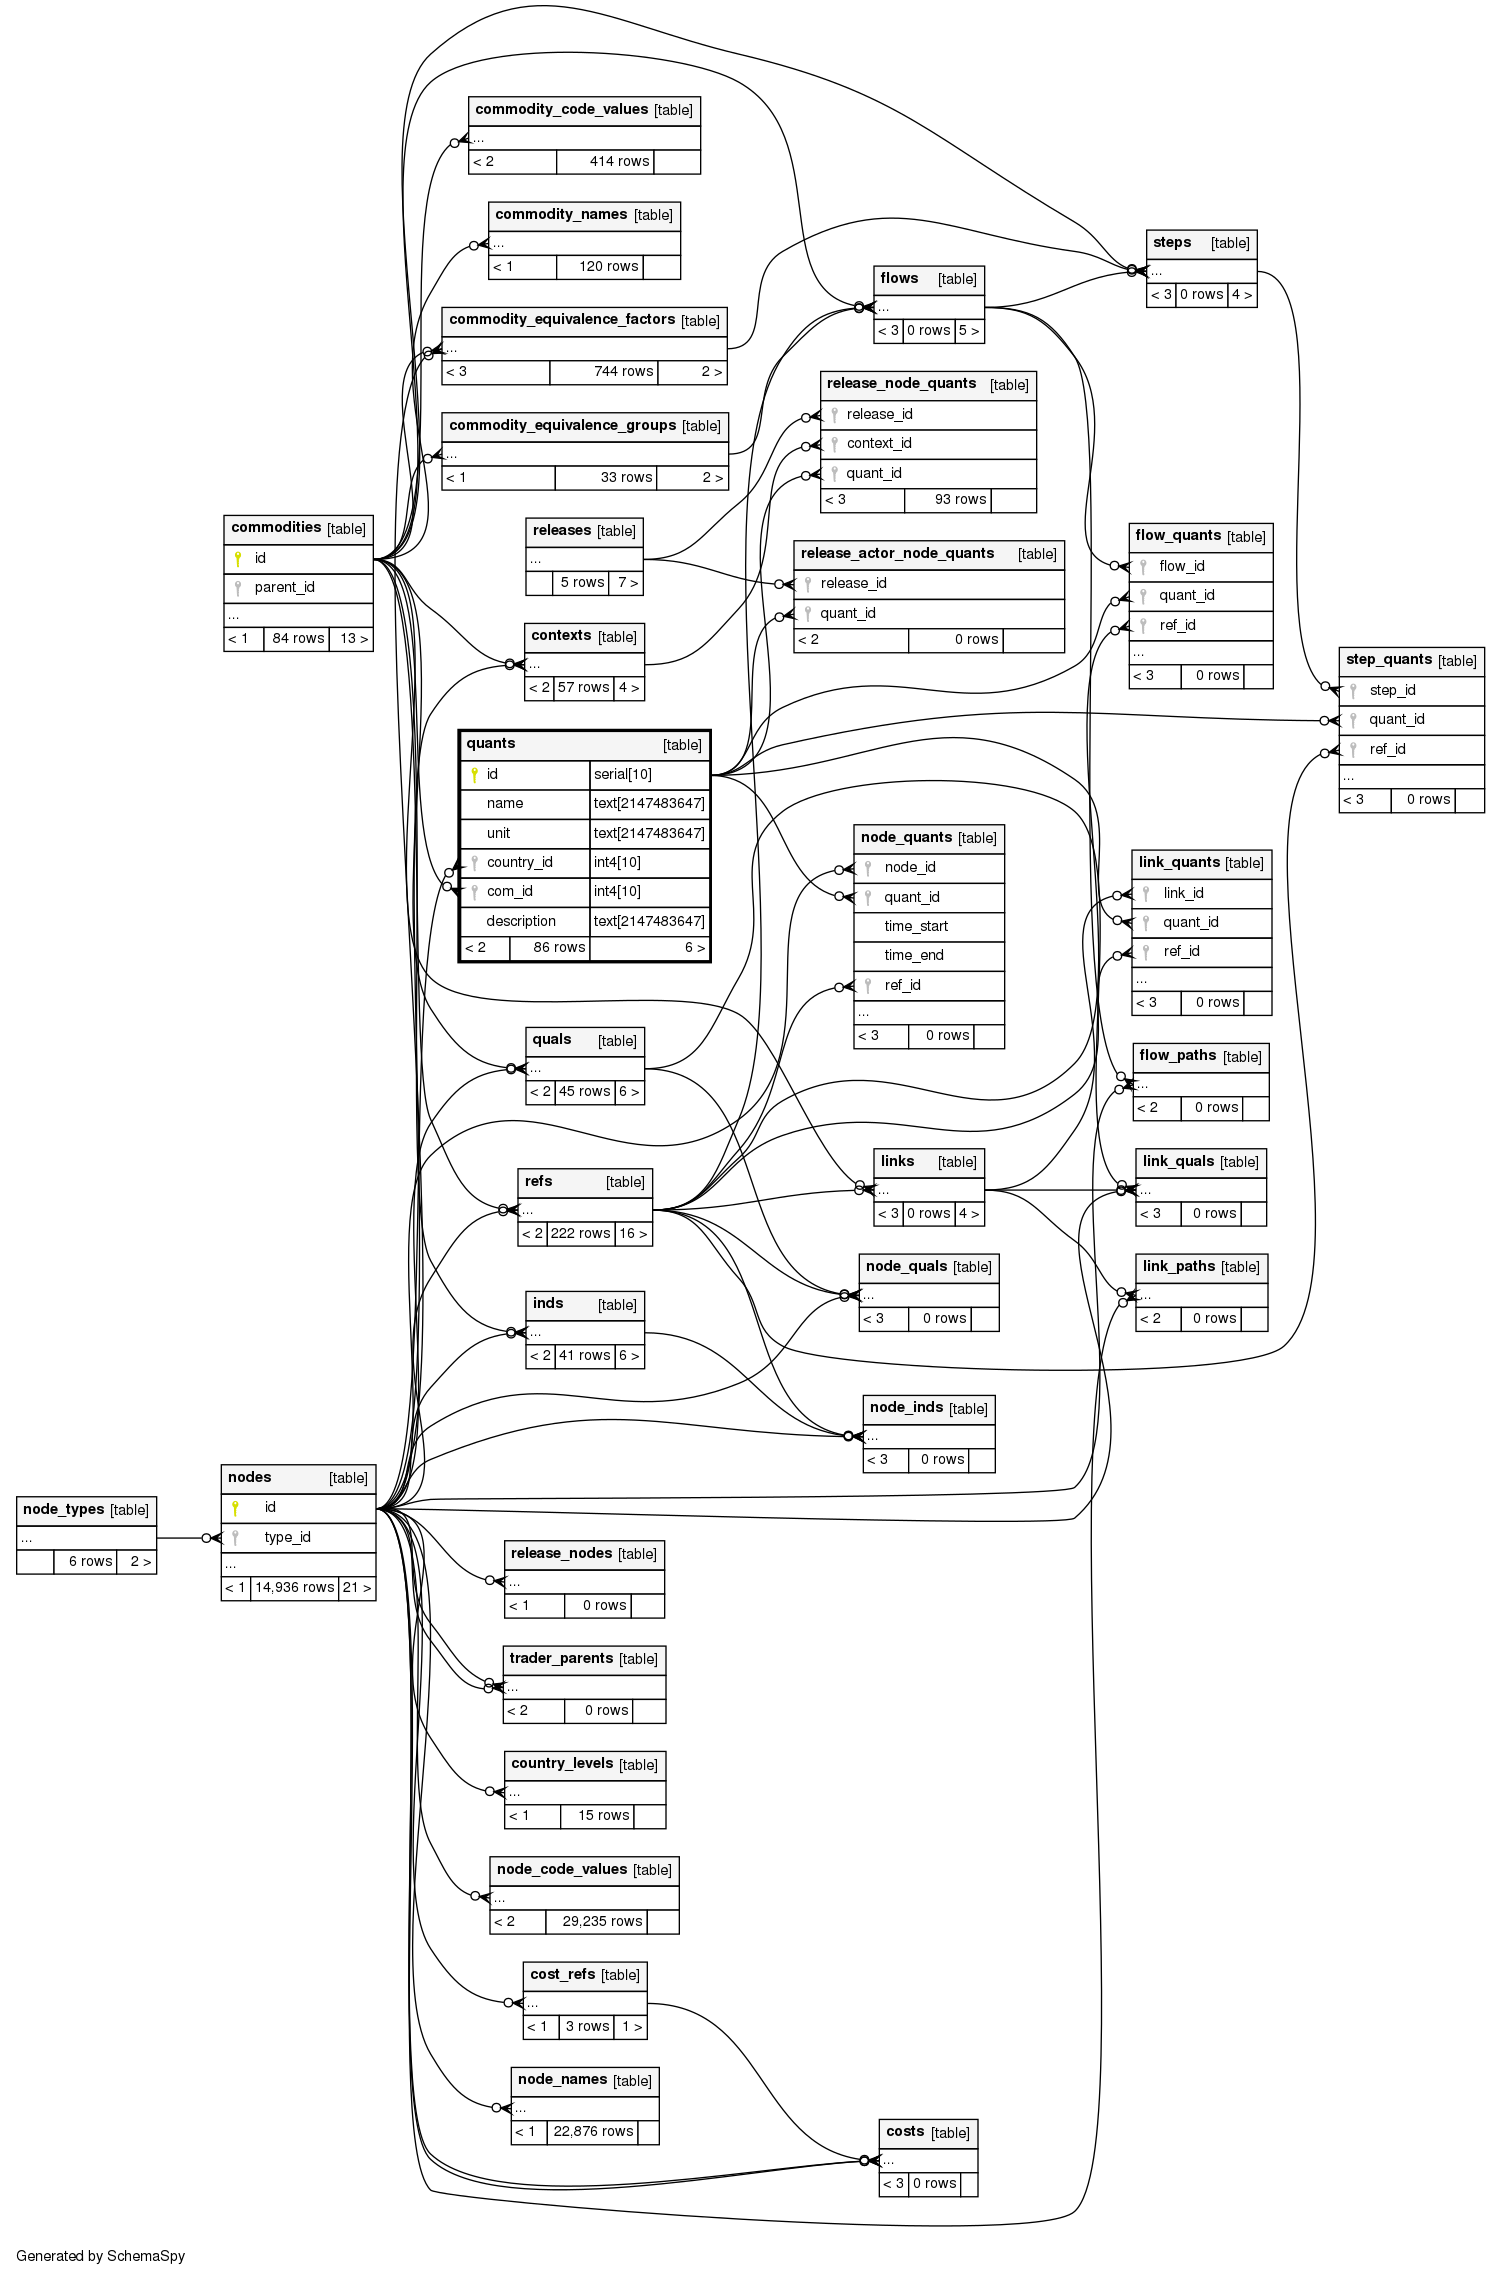 commodity_code_values [table]
...
< 2 414 rows
commodity_names [table]
...
< 1 120 rows
commodity_equivalence_factors [table]
...
< 3 744 rows 2 >
commodity_equivalence_groups [table]
...
< 1 33 rows 2 >
commodities [table]
id
parent_id
...
< 1 84 rows 13 >
releases [table]
...
5 rows 7 >
contexts [table]
...
< 2 57 rows 4 >
quants [table]
id serial[10]
name text[2147483647]
unit text[2147483647]
country_id int4[10]
com_id int4[10]
description text[2147483647]
< 2 86 rows 6 >
quals [table]
...
< 2 45 rows 6 >
refs [table]
...
< 2 222 rows 16 >
inds [table]
...
< 2 41 rows 6 >
node_types [table]
...
6 rows 2 >
nodes [table]
id
type_id
...
< 1 14,936 rows 21 >
release_nodes [table]
...
< 1 0 rows
trader_parents [table]
...
< 2 0 rows
country_levels [table]
...
< 1 15 rows
node_code_values [table]
...
< 2 29,235 rows
cost_refs [table]
...
< 1 3 rows 1 >
node_names [table]
...
< 1 22,876 rows
flows [table]
...
< 3 0 rows 5 >
release_node_quants [table]
release_id
context_id
quant_id
< 3 93 rows
release_actor_node_quants [table]
release_id
quant_id
< 2 0 rows
node_quants [table]
node_id
quant_id
time_start
time_end
ref_id
...
< 3 0 rows
links [table]
...
< 3 0 rows 4 >
node_quals [table]
...
< 3 0 rows
node_inds [table]
...
< 3 0 rows
costs [table]
...
< 3 0 rows
steps [table]
...
< 3 0 rows 4 >
flow_quants [table]
flow_id
quant_id
ref_id
...
< 3 0 rows
link_quants [table]
link_id
quant_id
ref_id
...
< 3 0 rows
flow_paths [table]
...
< 2 0 rows
link_quals [table]
...
< 3 0 rows
link_paths [table]
...
< 2 0 rows
step_quants [table]
step_id
quant_id
ref_id
...
< 3 0 rows
Generated by SchemaSpy